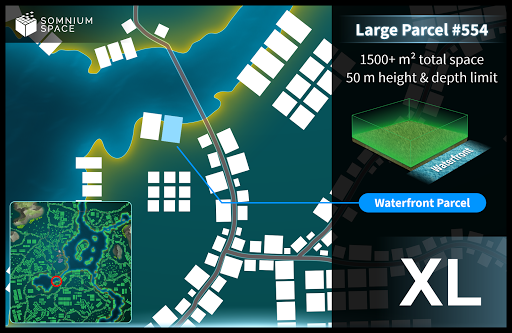 SOMNIUM
SPACE
Large Parcel #554
1500+ m² total space
50 m height & depth limit
Waterfront
Waterfront Parcel
XL